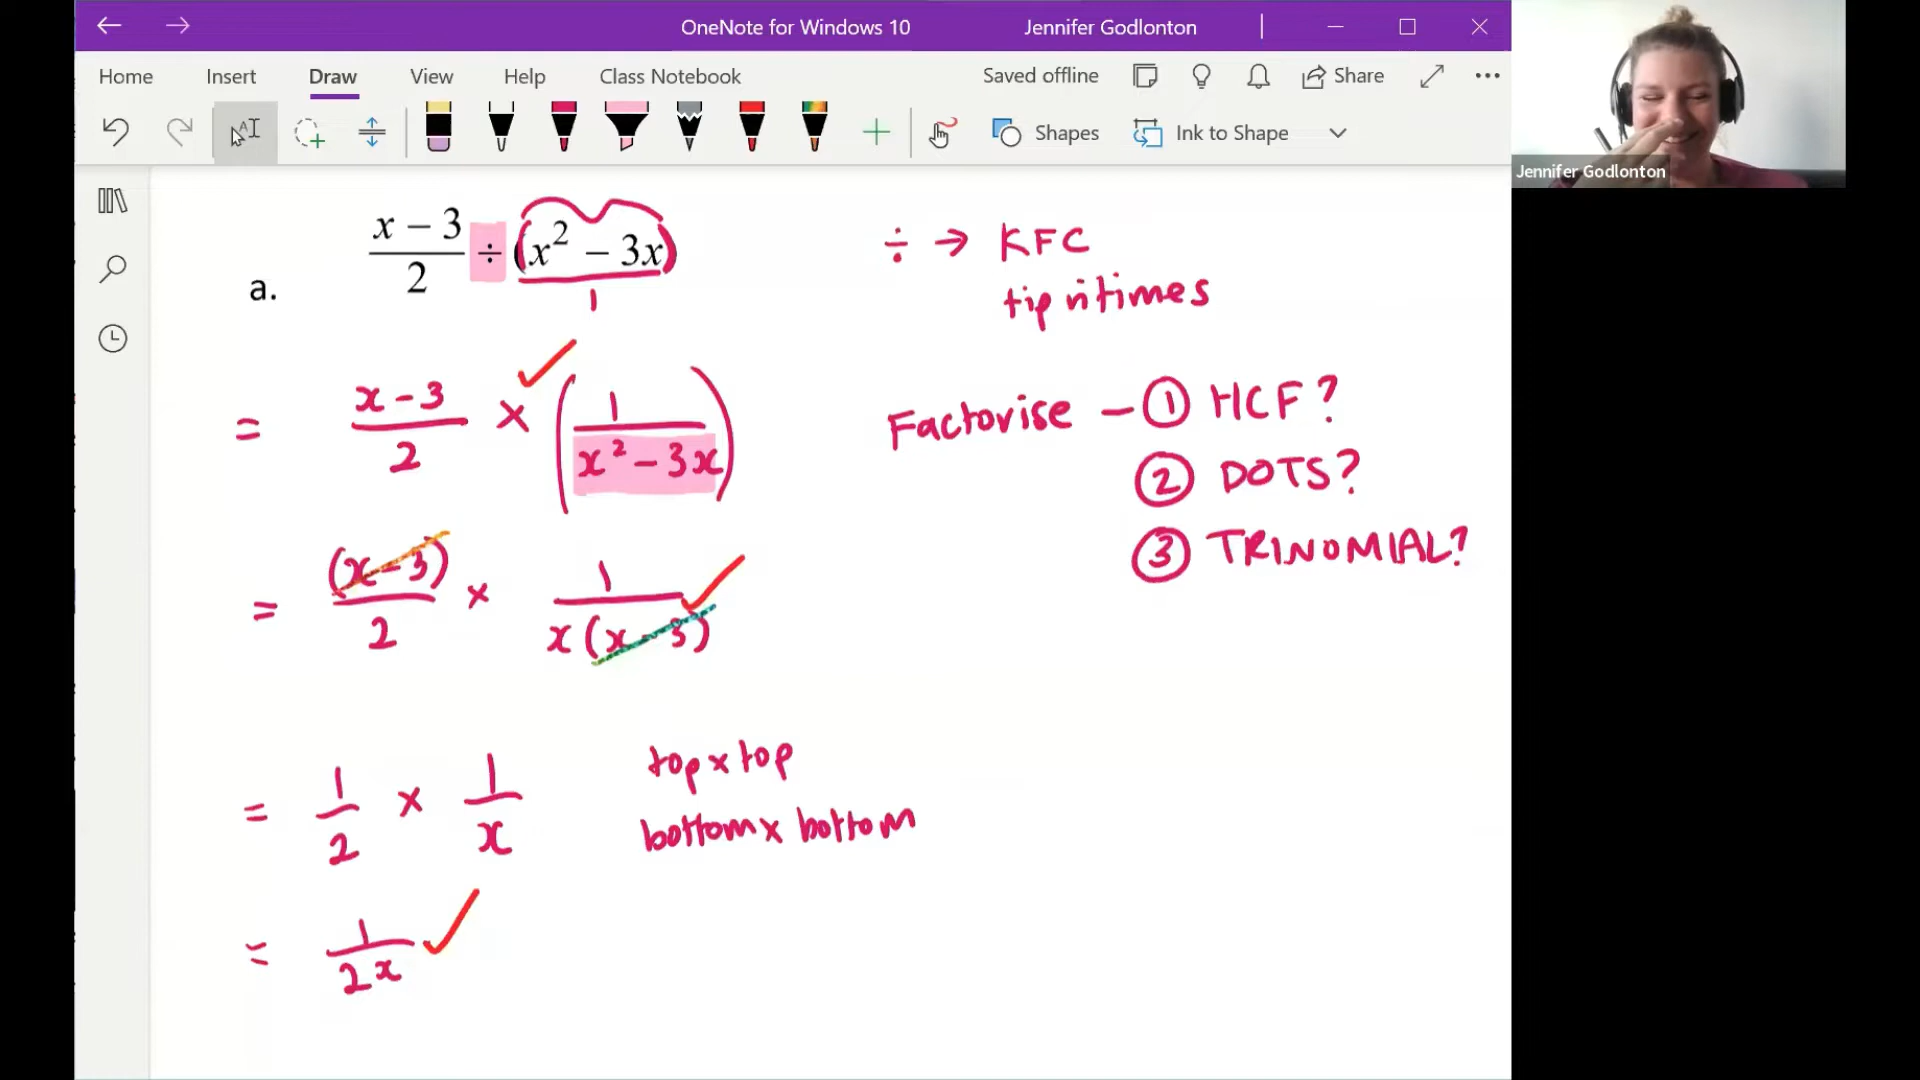 OneNote for Windows 10 Jennifer Godlonton
Home Insert Draw View Help Class Notebook Saved offline Share
Shapes Ink to Shape
Jennifer Godlonton
a. x – 3 / 2 ÷ (x² – 3x) / 1
÷ → KFC
tip n times
= x – 3 / 2 × ( 1 / x² – 3x )
Factorise – ① HCF?
② DOTS?
③ TRINOMIAL?
= (x – 3) / 2 × 1 / x (x – 3)
= 1 / 2 × 1 / x
top x top
bottom x bottom
= 1 / 2x